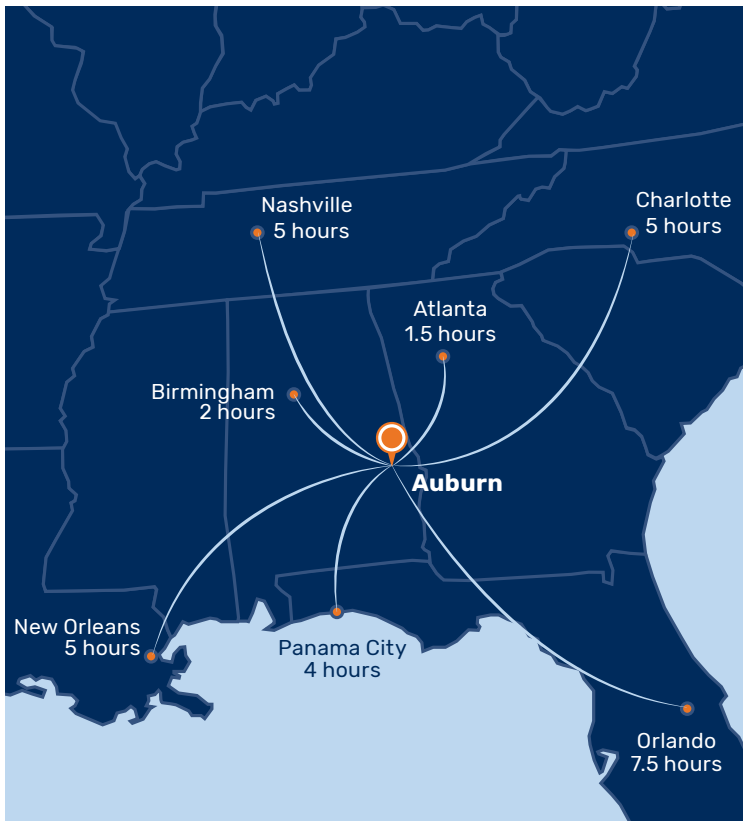 Nashville
5 hours
Charlotte
5 hours
Atlanta
1.5 hours
Birmingham
2 hours
Auburn
New Orleans
5 hours
Panama City
4 hours
Orlando
7.5 hours